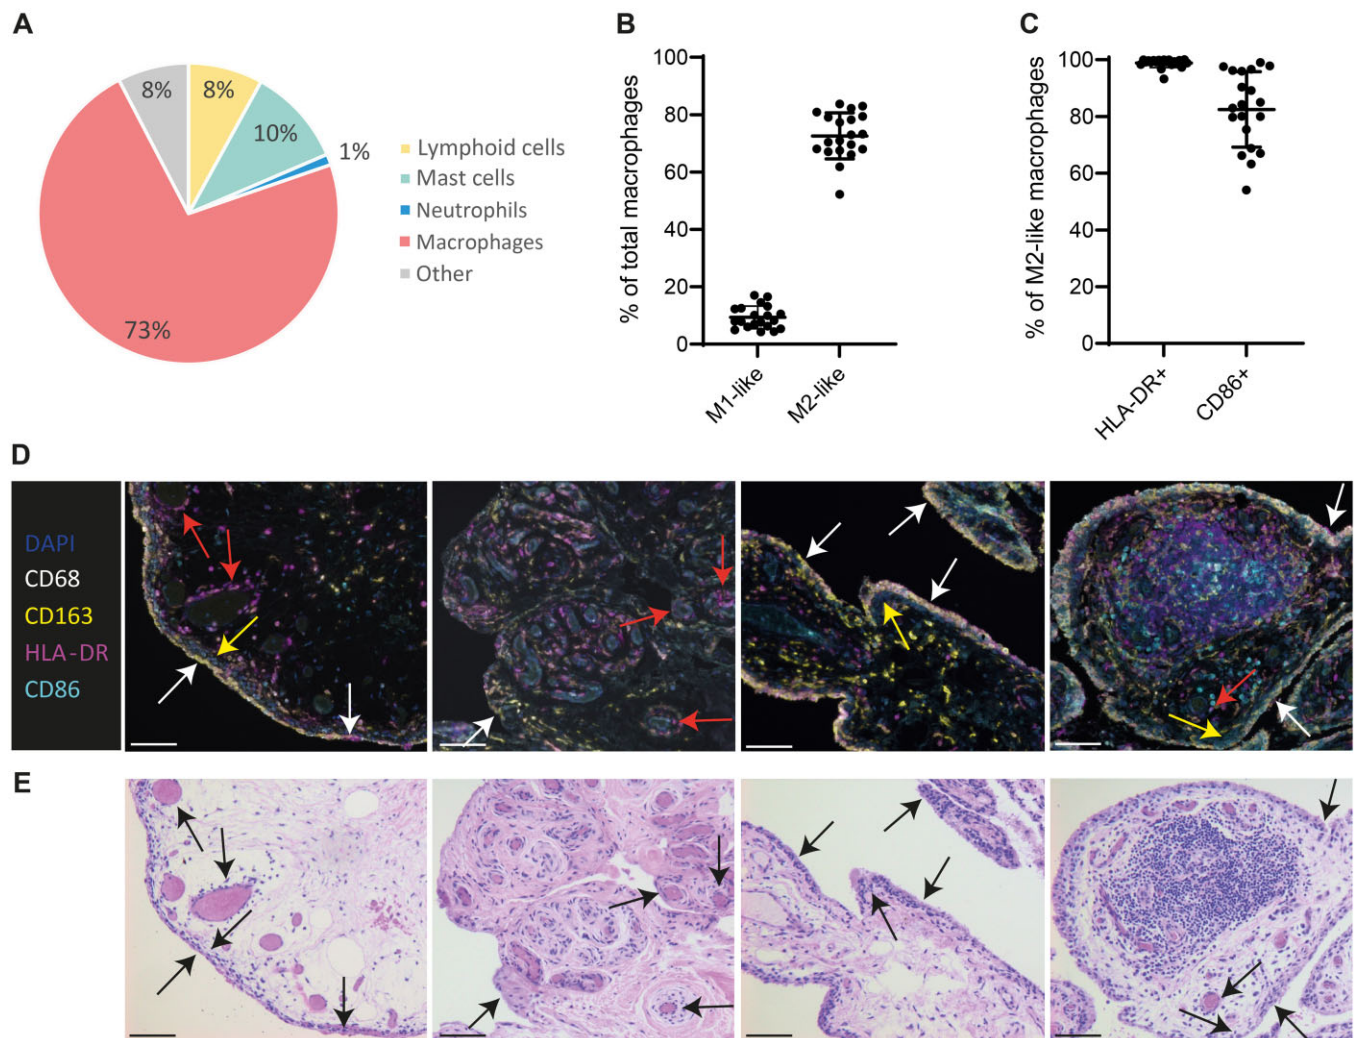 A
8%
8%
10%
1%
73%
Lymphoid cells
Mast cells
Neutrophils
Macrophages
Other
B
% of total macrophages
100
80
60
40
20
0
M1-like
M2-like
C
% of M2-like macrophages
100
80
60
40
20
0
HLA-DR+
CD86+
D
DAPI
CD68
CD163
HLA-DR
CD86
E